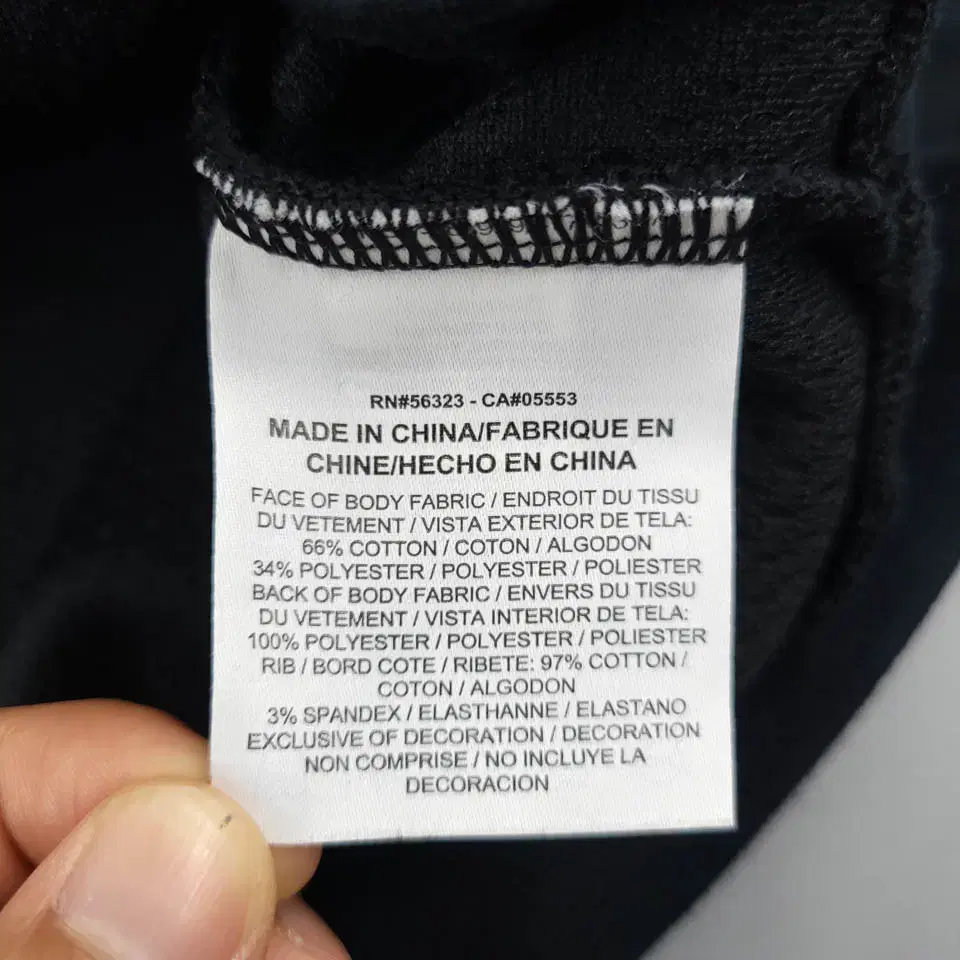 RN#56323 - CA#05553
MADE IN CHINA/FABRIQUE EN
CHINE/HECHO EN CHINA
FACE OF BODY FABRIC / ENDROIT DU TISSU
DU VETEMENT / VISTA EXTERIOR DE TELA:
66% COTTON / COTON / ALGODON
34% POLYESTER / POLYESTER / POLIESTER
BACK OF BODY FABRIC / ENVERS DU TISSU
DU VETEMENT / VISTA INTERIOR DE TELA:
100% POLYESTER / POLYESTER / POLIESTER
RIB / BORD COTE / RIBETE: 97% COTTON /
COTON / ALGODON
3% SPANDEX / ELASTHANNE / ELASTANO
EXCLUSIVE OF DECORATION / DECORATION
NON COMPRISE / NO INCLUYE LA
DECORACION